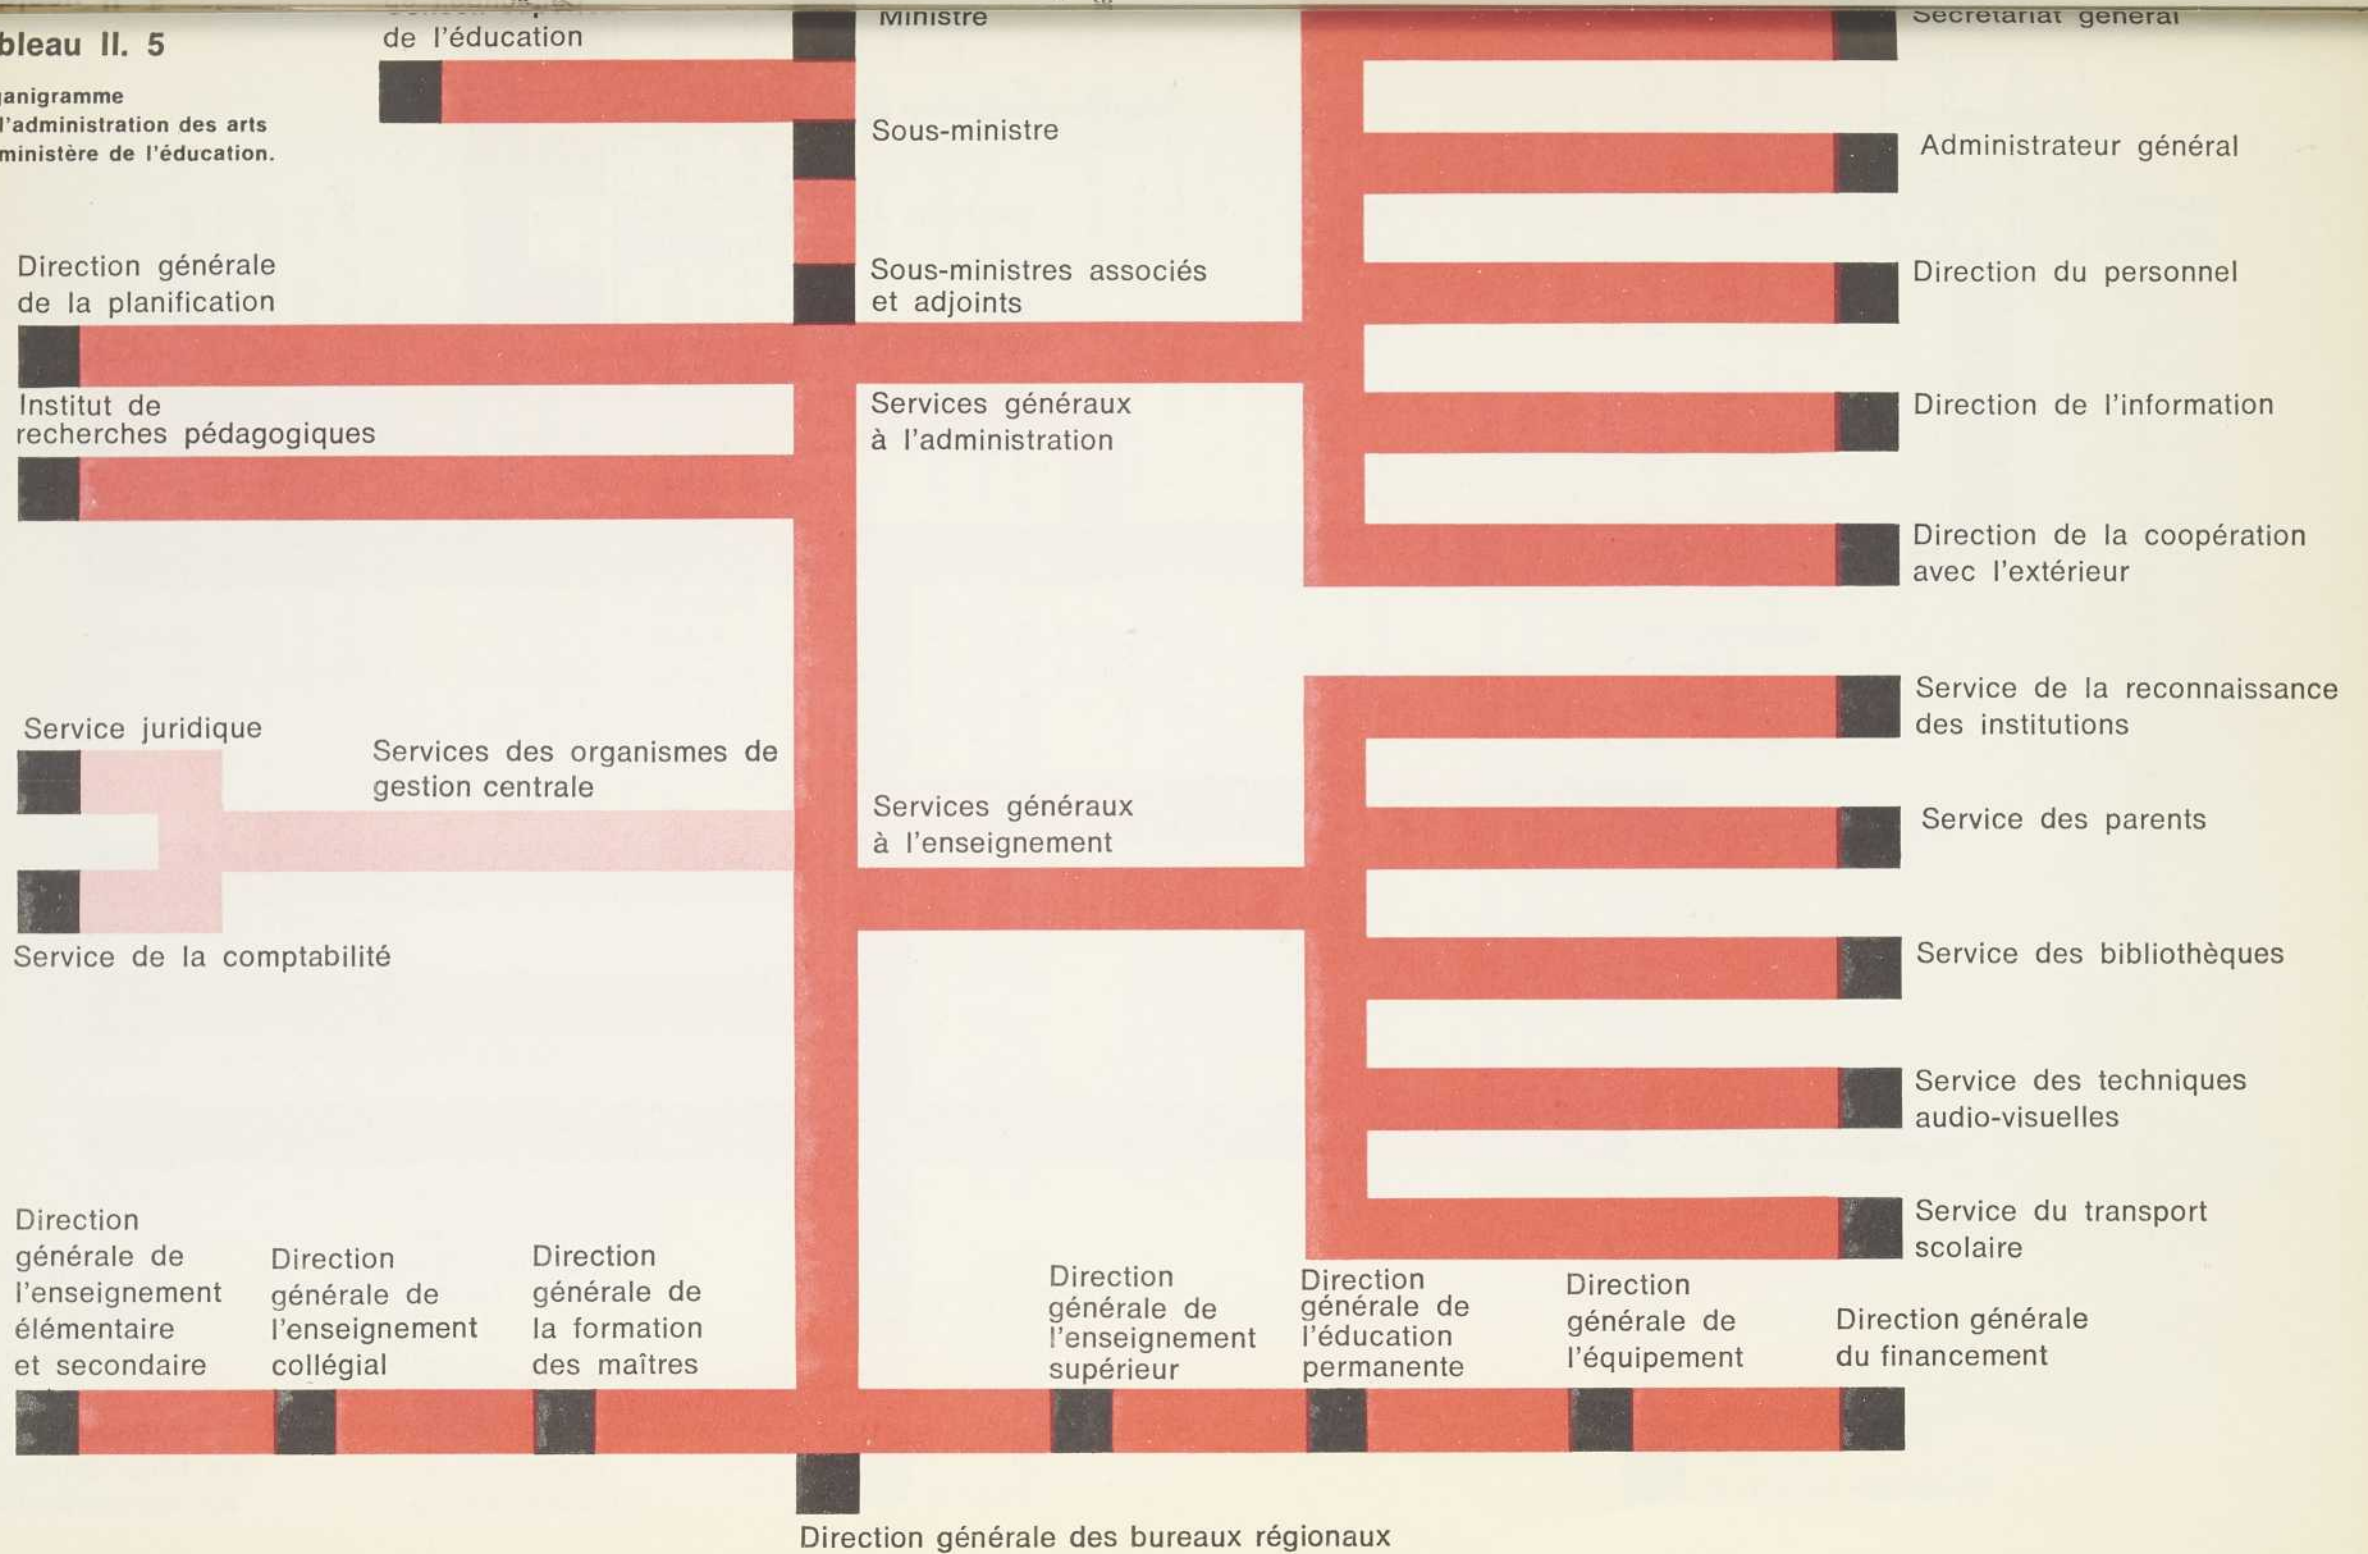 bleau II. 5
anigramme
l'administration des arts
ministère de l'éducation.
de l'éducation
Ministre
Sous-ministre
Sous-ministres associés
et adjoints
Direction générale
de la planification
Institut de
recherches pédagogiques
Services généraux
à l'administration
Secrétariat général
Administrateur général
Direction du personnel
Direction de l'information
Direction de la coopération
avec l'extérieur
Service juridique
Services des organismes de
gestion centrale
Service de la comptabilité
Services généraux
à l'enseignement
Service de la reconnaissance
des institutions
Service des parents
Service des bibliothèques
Service des techniques
audio-visuelles
Service du transport
scolaire
Direction
générale de
l'enseignement
élémentaire
et secondaire
Direction
générale de
l'enseignement
collégial
Direction
générale de
la formation
des maîtres
Direction
générale de
l'enseignement
supérieur
Direction
générale de
l'éducation
permanente
Direction
générale de
l'équipement
Direction générale
du financement
Direction générale des bureaux régionaux